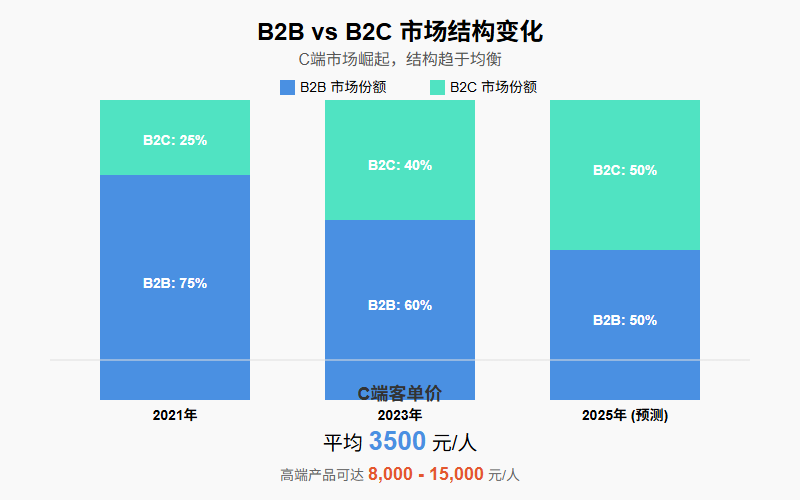 B2B vs B2C 市场结构变化
C端市场崛起，结构趋于均衡
B2B 市场份额 B2C 市场份额
B2C: 25%
B2C: 40%
B2C: 50%
B2B: 75%
B2B: 60%
B2B: 50%
C端客单价
2021年 2023年 2025年 (预测)
平均 3500 元/人
高端产品可达 8,000 - 15,000 元/人